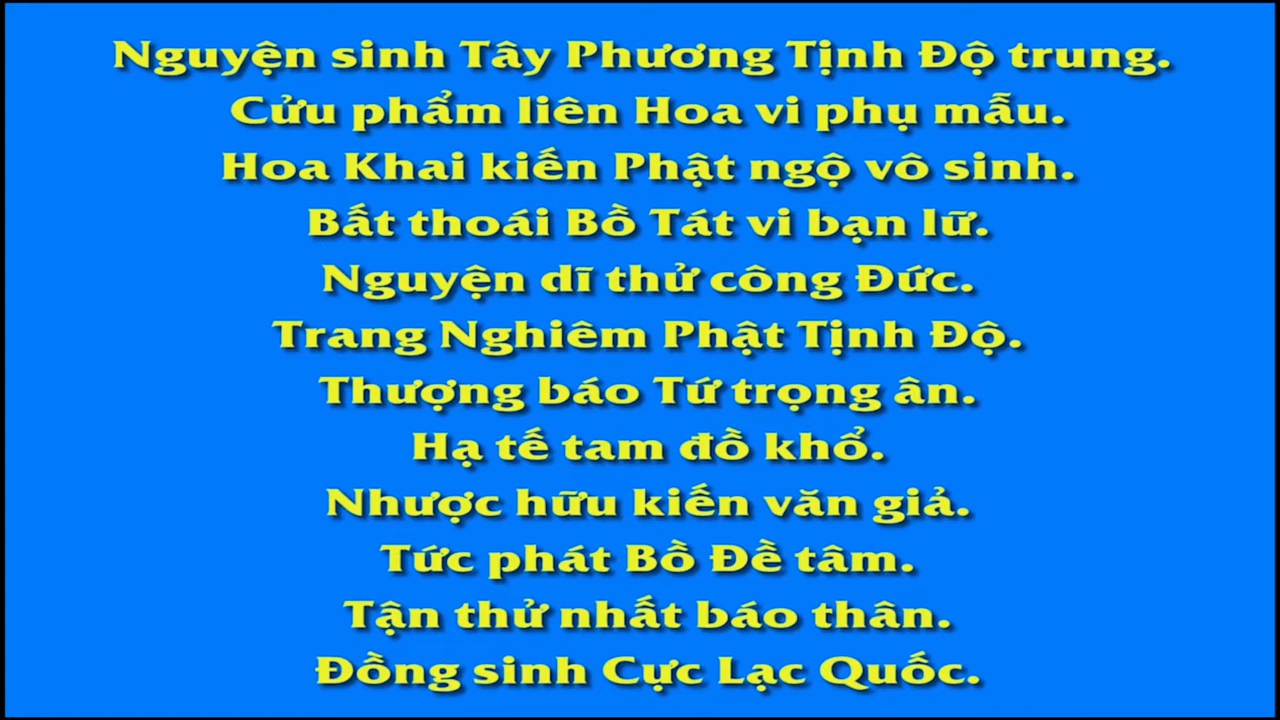 Nguyện sinh Tây Phương Tịnh Độ trung.
Cửu phẩm liên Hoa vi phụ mẫu.
Hoa Khai kiến Phật ngộ vô sinh.
Bất thoái Bồ Tát vi bạn lữ.
Nguyện dĩ thử công Đức.
Trang Nghiêm Phật Tịnh Độ.
Thượng báo Tứ trọng ân.
Hạ tế tam đồ khổ.
Nhược hữu kiến văn giả.
Tức phát Bồ Đề tâm.
Tận thử nhất báo thân.
Đồng sinh Cực Lạc Quốc.